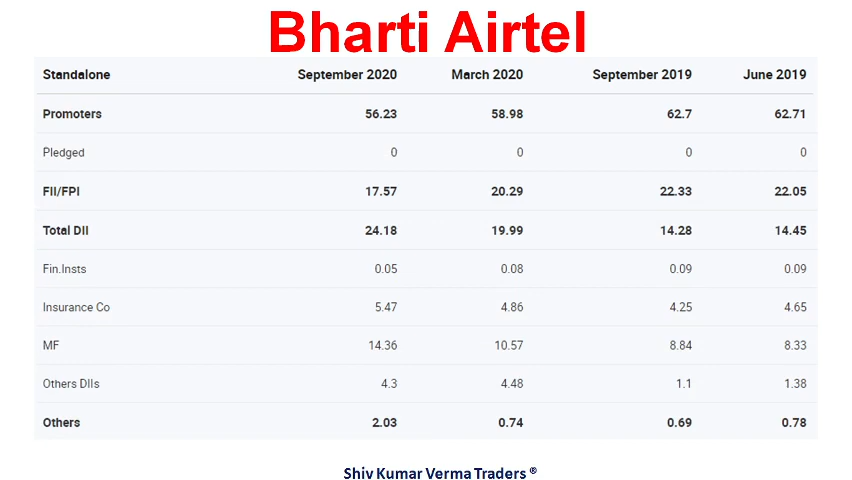 Bharti Airtel
Standalone September 2020 March 2020 September 2019 June 2019
Promoters 56.23 58.98 62.7 62.71
Pledged 0 0 0 0
FII/FPI 17.57 20.29 22.33 22.05
Total DII 24.18 19.99 14.28 14.45
Fin.Insts 0.05 0.08 0.09 0.09
Insurance Co 5.47 4.86 4.25 4.65
MF 14.36 10.57 8.84 8.33
Others DIIs 4.3 4.48 1.1 1.38
Others 2.03 0.74 0.69 0.78
Shiv Kumar Verma Traders ®